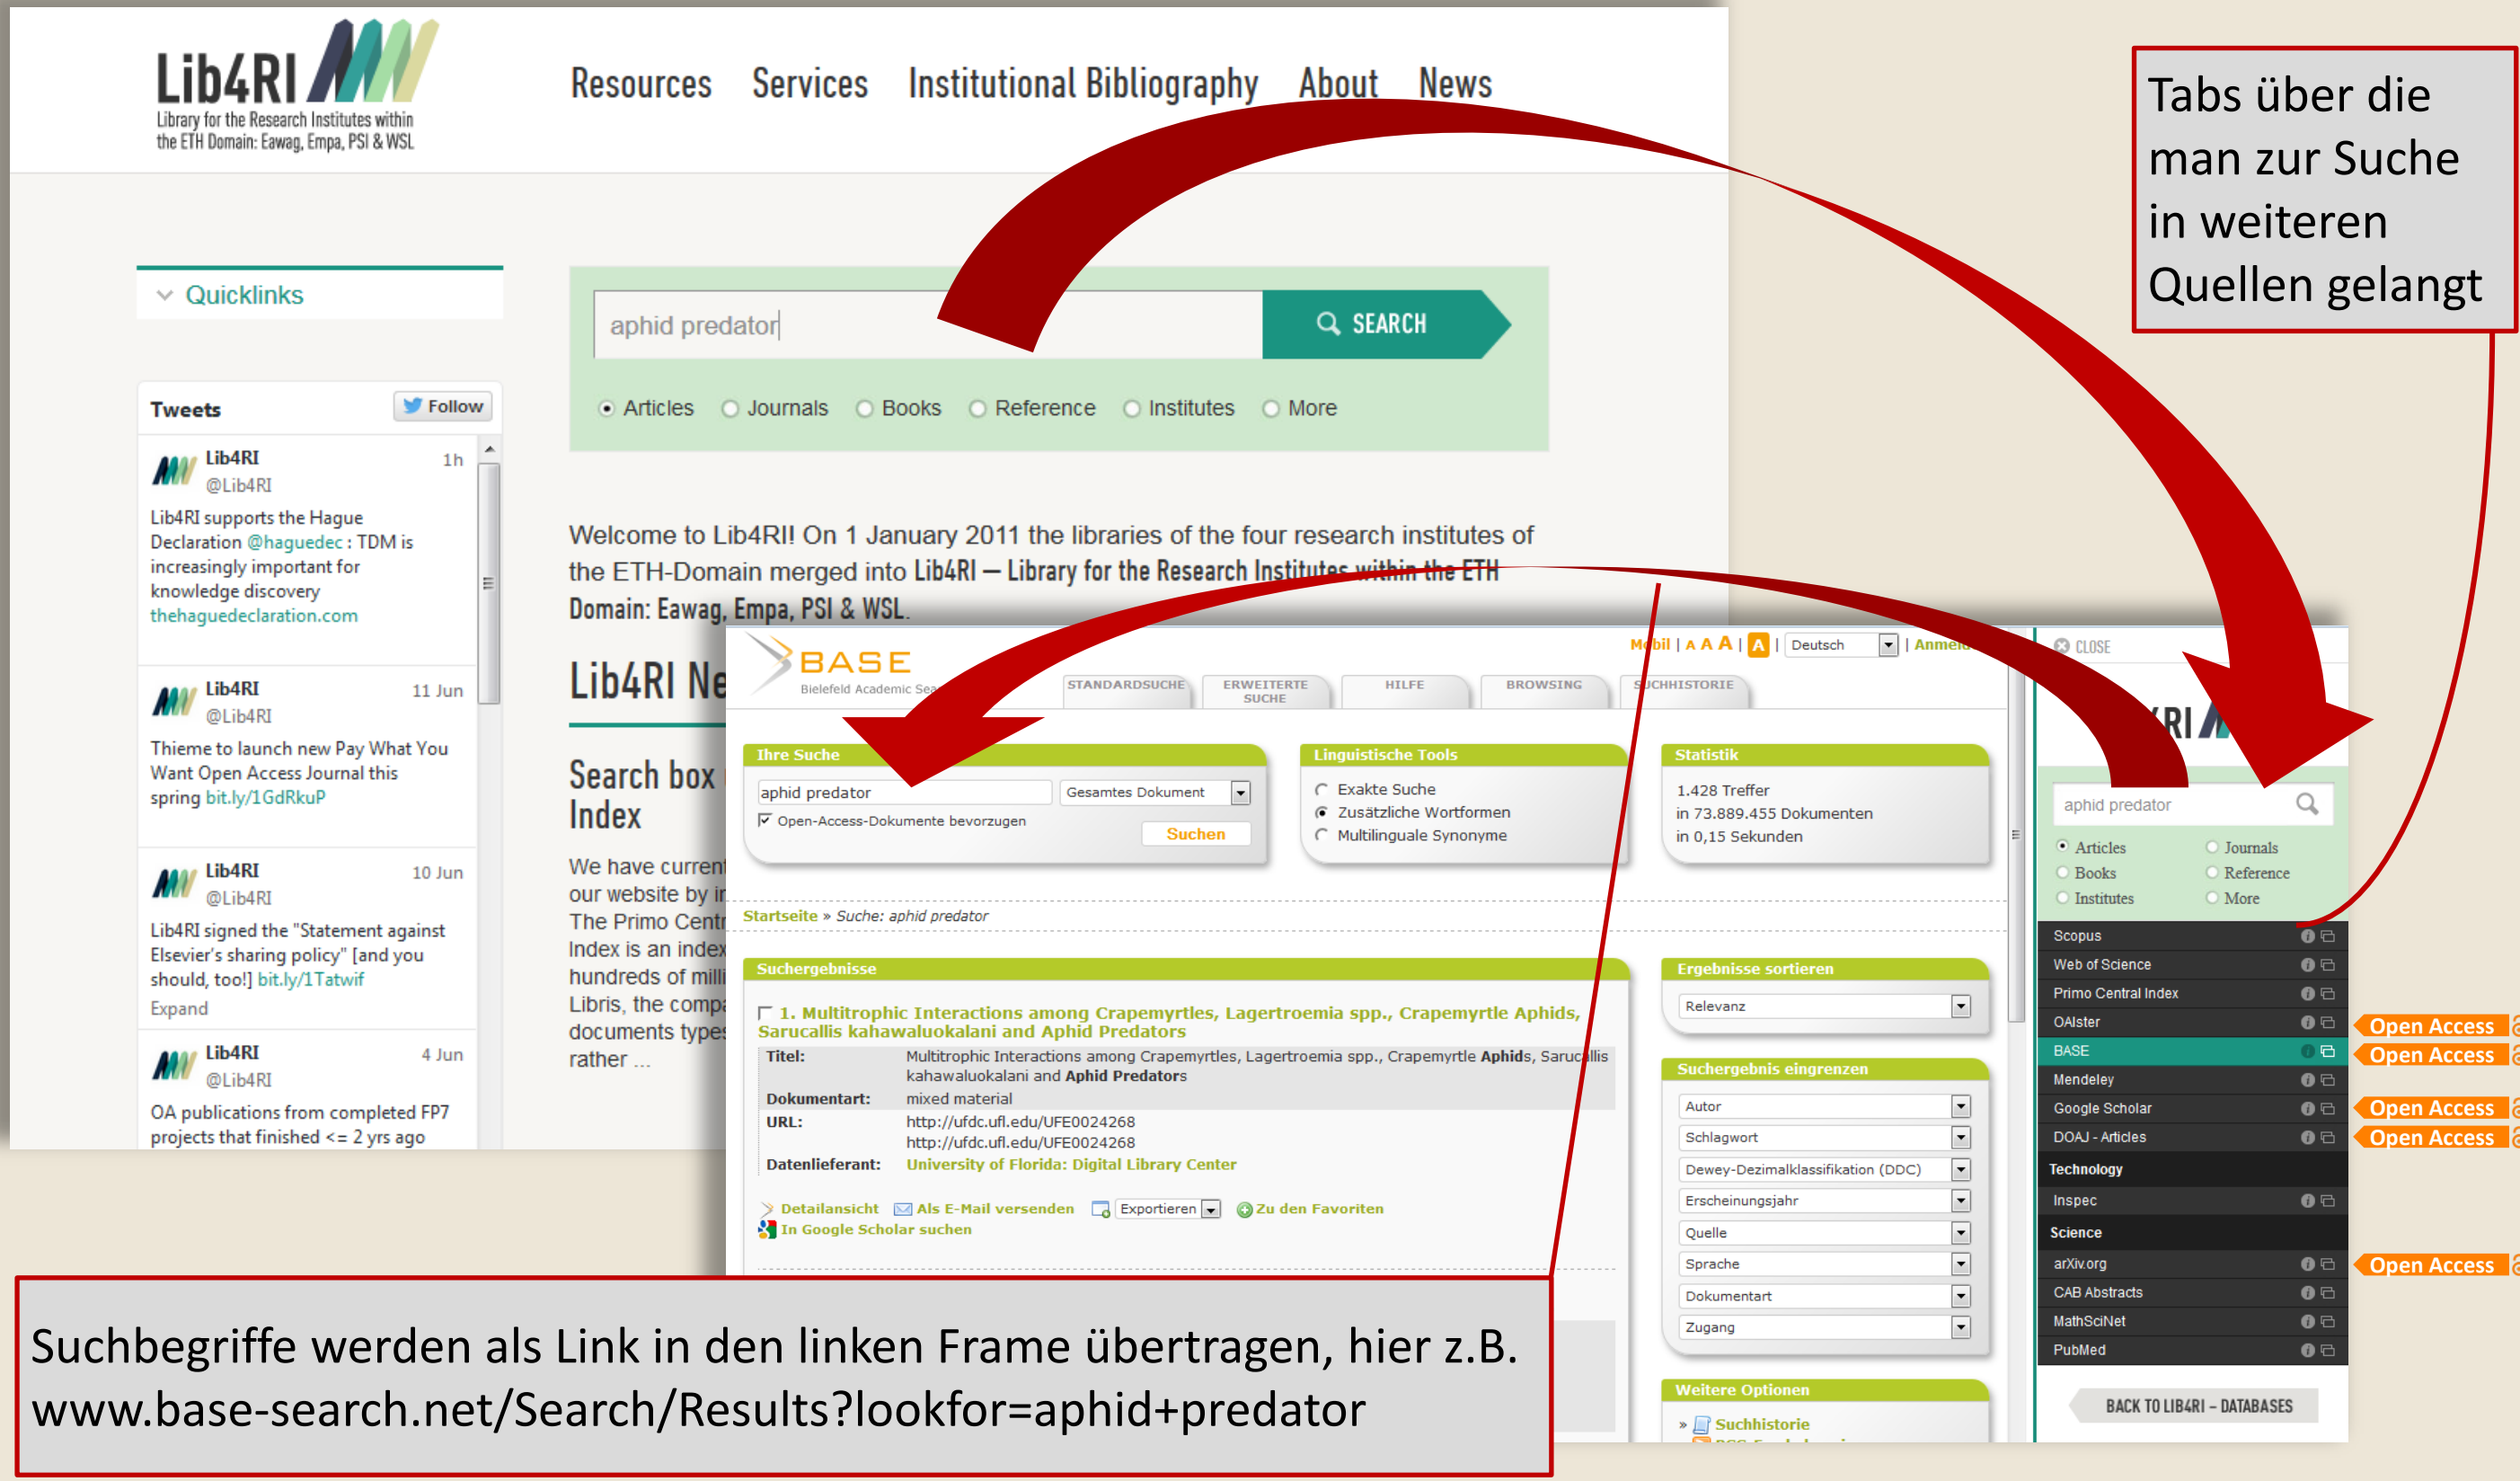 Lib4RI
Library for the Research Institutes within
the ETH Domain: Eawag, Empa, PSI & WSL
Resources Services Institutional Bibliography About News
Tabs über die
man zur Suche
in weiteren
Quellen gelangt
Quicklinks
aphid predator
SEARCH
Articles Journals Books Reference Institutes More
Tweets
Follow
Lib4RI 1h
@Lib4RI
Lib4RI supports the Hague
Declaration @haguedec : TDM is
increasingly important for
knowledge discovery
thehaguedeclaration.com
Lib4RI 11 Jun
@Lib4RI
Thieme to launch new Pay What You
Want Open Access Journal this
spring bit.ly/1GdRkuP
Lib4RI 10 Jun
@Lib4RI
Lib4RI signed the "Statement against
Elsevier's sharing policy" [and you
should, too!] bit.ly/1Tatwif
Expand
Lib4RI 4 Jun
@Lib4RI
OA publications from completed FP7
projects that finished <= 2 yrs ago
Welcome to Lib4RI! On 1 January 2011 the libraries of the four research institutes of
the ETH-Domain merged into Lib4RI – Library for the Research Institutes within the ETH
Domain: Eawag, Empa, PSI & WSL.
Lib4RI Ne
Search box
Index
We have current
our website by in
The Primo Centr
Index is an index
hundreds of milli
Libris, the compa
documents types
rather ...
BASE
Bielefeld Academic Sea
Mobil | A A A | A | Deutsch | Anmel
STANDARDSUCHE
ERWEITERTE
SUCHE
HILFE
BROWSING
SUCHHISTORIE
Ihre Suche
aphid predator Gesamtes Dokument
Open-Access-Dokumente bevorzugen
Suchen
Linguistische Tools
Exakte Suche
Zusätzliche Wortformen
Multilinguale Synonyme
Statistik
1.428 Treffer
in 73.889.455 Dokumenten
in 0,15 Sekunden
Startseite » Suche: aphid predator
Suchergebnisse
1. Multitrophic Interactions among Crapemyrtles, Lagertroemia spp., Crapemyrtle Aphids,
Sarucallis kahawaluokalani and Aphid Predators
Titel: Multitrophic Interactions among Crapemyrtles, Lagertroemia spp., Crapemyrtle Aphids, Sarucallis
kahawaluokalani and Aphid Predators
Dokumentart: mixed material
URL: http://ufdc.ufl.edu/UFE0024268
http://ufdc.ufl.edu/UFE0024268
Datenlieferant: University of Florida: Digital Library Center
Detailansicht Als E-Mail versenden Exportieren Zu den Favoriten
In Google Scholar suchen
Ergebnisse sortieren
Relevanz
Suchergebnis eingrenzen
Autor
Schlagwort
Dewey-Dezimalklassifikation (DDC)
Erscheinungsjahr
Quelle
Sprache
Dokumentart
Zugang
Weitere Optionen
» Suchhistorie
CLOSE
RI
aphid predator
Articles Journals
Books Reference
Institutes More
Scopus
Web of Science
Primo Central Index
OAIster Open Access
BASE Open Access
Mendeley
Google Scholar Open Access
DOAJ - Articles Open Access
Technology
Inspec
Science
arXiv.org Open Access
CAB Abstracts
MathSciNet
PubMed
BACK TO LIB4RI – DATABASES
Suchbegriffe werden als Link in den linken Frame übertragen, hier z.B.
www.base-search.net/Search/Results?lookfor=aphid+predator